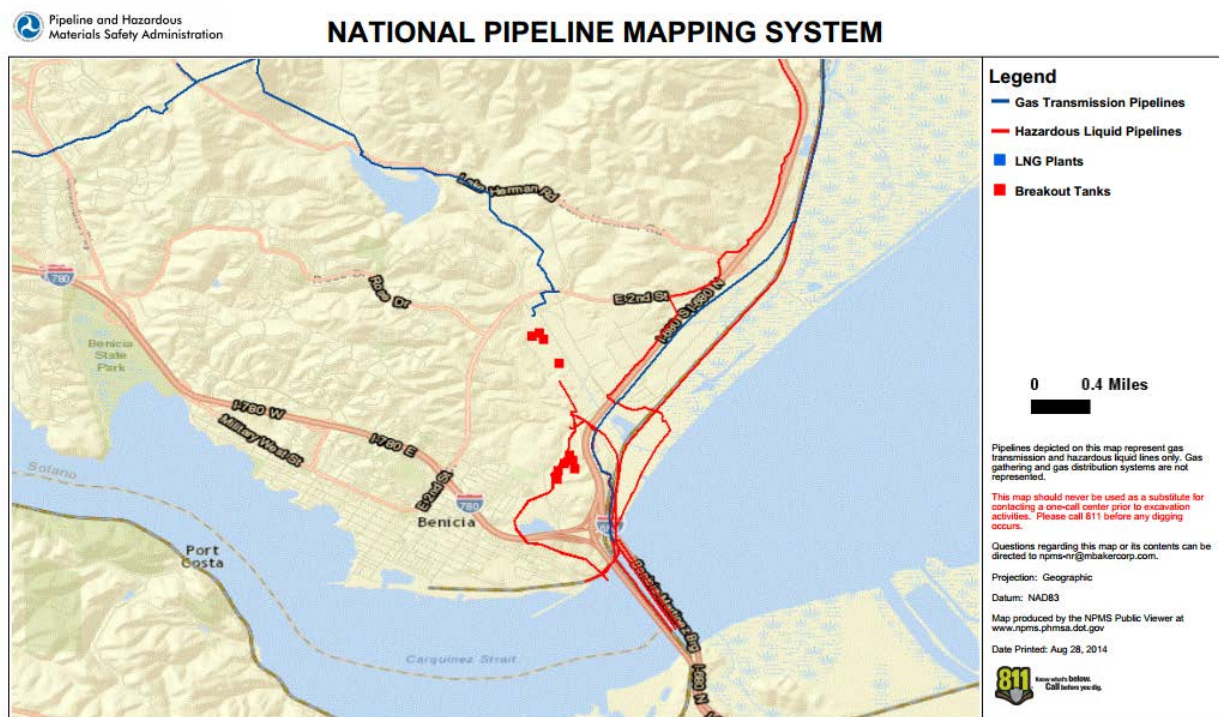 Pipeline and Hazardous
Materials Safety Administration
NATIONAL PIPELINE MAPPING SYSTEM
Legend
Gas Transmission Pipelines
Hazardous Liquid Pipelines
LNG Plants
Breakout Tanks
0 0.4 Miles
Pipelines depicted on this map represent gas
transmission and hazardous liquid lines only. Gas
gathering and gas distribution systems are not
represented.
This map should never be used as a substitute for
contacting a one-call center prior to excavation
activities. Please call 811 before any digging
occurs.
Questions regarding this map or its contents can be
directed to npms-nr@mbakercorp.com.
Projection: Geographic
Datum: NAD83
Map produced by the NPMS Public Viewer at
www.npms.phmsa.dot.gov
Date Printed: Aug 28, 2014
811
Know what's below.
Call before you dig.
Lake Herman Rd
780
Rose Dr
E 2nd St
I-680 S
I-680 N
Benicia
State
Park
I-780 W
Military West St
I-780 E
E 2nd St
780
Benicia
Solano
Port
Costa
Carquinez Strait
I-680 N